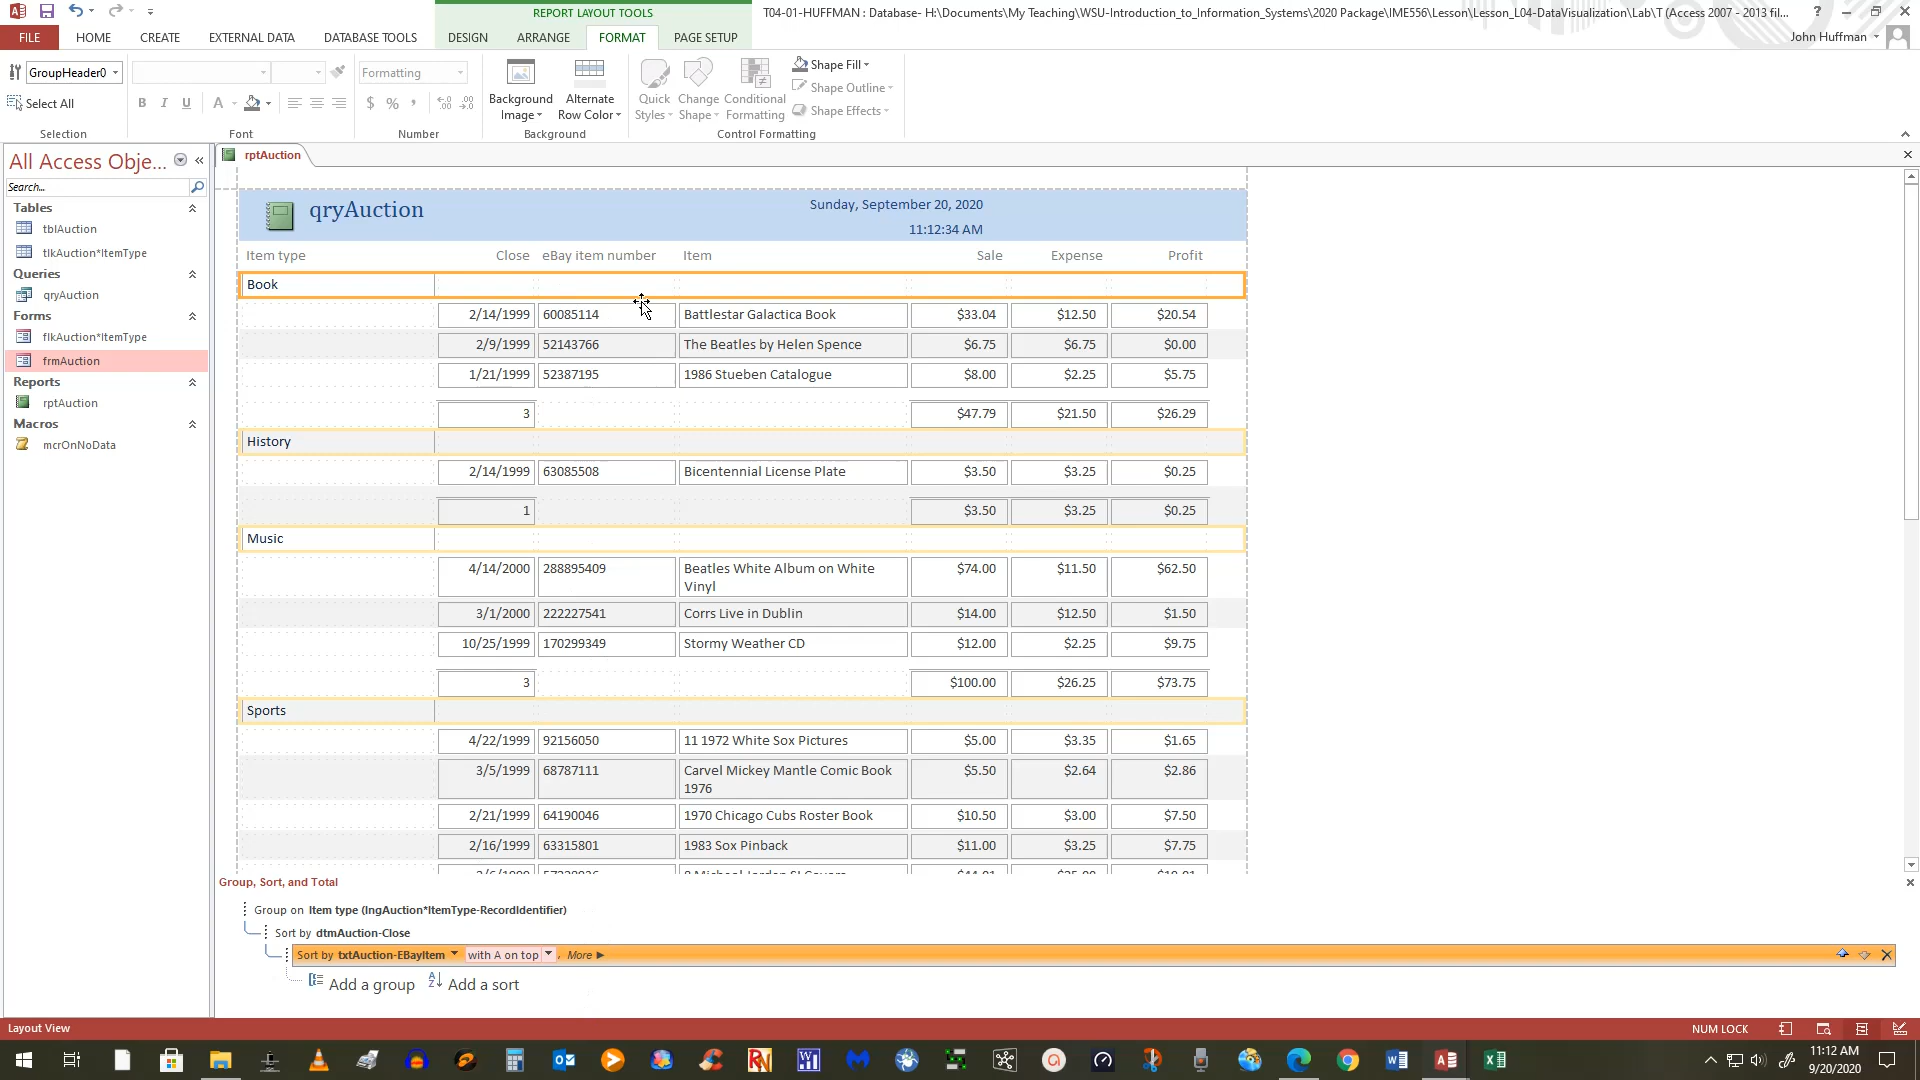 REPORT LAYOUT TOOLS
T04-01-HUFFMAN : Database- H:\Documents\My Teaching\WSU-Introduction_to_Information_Systems\2020 Package\IME556\Lesson\Lesson_L04-DataVisualization\Lab\T (Access 2007 - 2013 fil...
FILE HOME CREATE EXTERNAL DATA DATABASE TOOLS DESIGN ARRANGE FORMAT PAGE SETUP John Huffman
GroupHeader0 Formatting
Select All
B I U A $ % ,
Background Image
Alternate Row Color
Quick Styles
Change Shape
Conditional Formatting
Shape Fill
Shape Outline
Shape Effects
Selection Font Number Background Control Formatting
All Access Obje...
Search...
Tables
tblAuction
tlkAuction*ItemType
Queries
qryAuction
Forms
flkAuction*ItemType
frmAuction
Reports
rptAuction
Macros
mcrOnNoData
rptAuction
qryAuction
Sunday, September 20, 2020
11:12:34 AM
Item type Close eBay item number Item Sale Expense Profit
Book
2/14/1999 60085114 Battlestar Galactica Book $33.04 $12.50 $20.54
2/9/1999 52143766 The Beatles by Helen Spence $6.75 $6.75 $0.00
1/21/1999 52387195 1986 Stueben Catalogue $8.00 $2.25 $5.75
3 $47.79 $21.50 $26.29
History
2/14/1999 63085508 Bicentennial License Plate $3.50 $3.25 $0.25
1 $3.50 $3.25 $0.25
Music
4/14/2000 288895409 Beatles White Album on White Vinyl $74.00 $11.50 $62.50
3/1/2000 222227541 Corrs Live in Dublin $14.00 $12.50 $1.50
10/25/1999 170299349 Stormy Weather CD $12.00 $2.25 $9.75
3 $100.00 $26.25 $73.75
Sports
4/22/1999 92156050 11 1972 White Sox Pictures $5.00 $3.35 $1.65
3/5/1999 68787111 Carvel Mickey Mantle Comic Book 1976 $5.50 $2.64 $2.86
2/21/1999 64190046 1970 Chicago Cubs Roster Book $10.50 $3.00 $7.50
2/16/1999 63315801 1983 Sox Pinback $11.00 $3.25 $7.75
Group, Sort, and Total
Group on Item type (lngAuction*ItemType-RecordIdentifier)
Sort by dtmAuction-Close
Sort by txtAuction-EBayItem with A on top , More
Add a group Add a sort
Layout View NUM LOCK
11:12 AM
9/20/2020